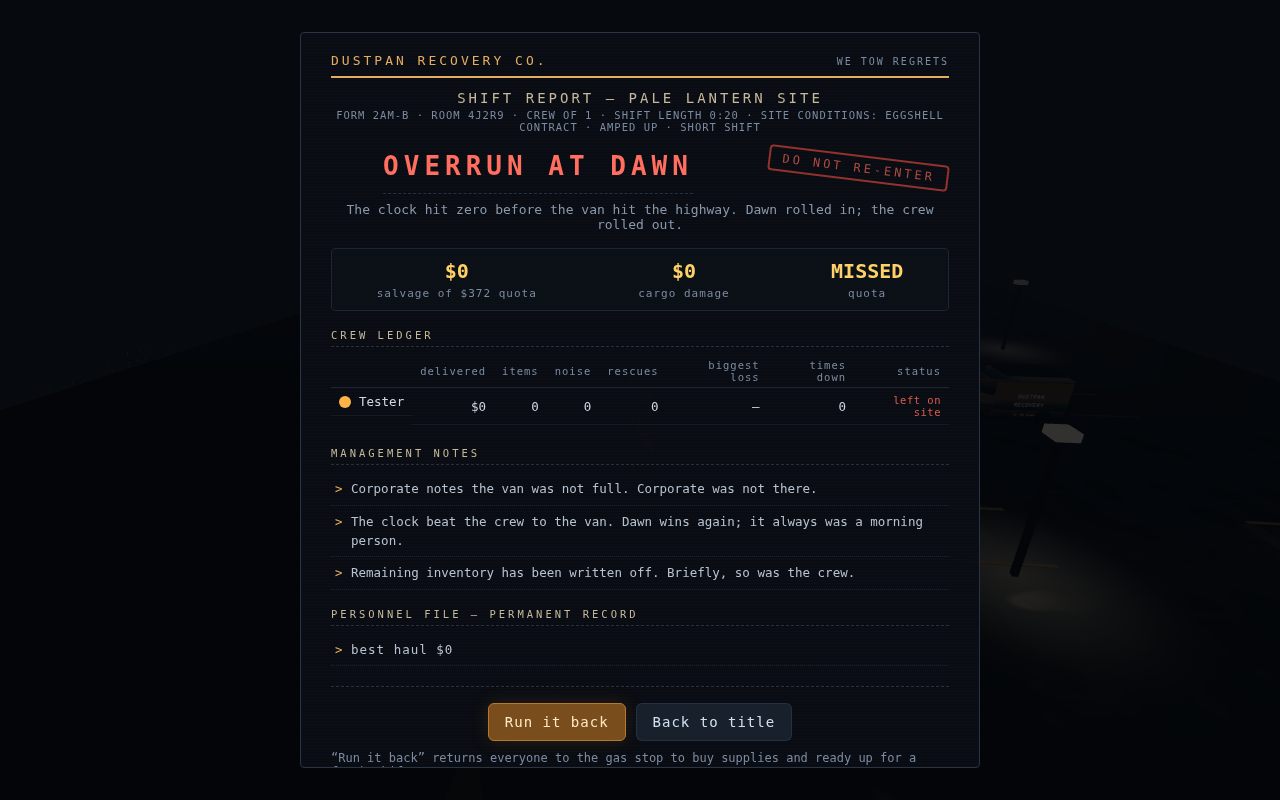 DUSTPAN RECOVERY CO.
WE TOW REGRETS
SHIFT REPORT — PALE LANTERN SITE
FORM 2AM-B · ROOM 4J2R9 · CREW OF 1 · SHIFT LENGTH 0:20 · SITE CONDITIONS: EGGSHELL
CONTRACT · AMPED UP · SHORT SHIFT
OVERRUN AT DAWN
DO NOT RE-ENTER
The clock hit zero before the van hit the highway. Dawn rolled in; the crew
rolled out.
$0 $0 MISSED
salvage of $372 quota cargo damage quota
CREW LEDGER
delivered items noise rescues biggest loss times down status
Tester $0 0 0 0 — 0 left on site
MANAGEMENT NOTES
> Corporate notes the van was not full. Corporate was not there.
> The clock beat the crew to the van. Dawn wins again; it always was a morning
person.
> Remaining inventory has been written off. Briefly, so was the crew.
PERSONNEL FILE — PERMANENT RECORD
> best haul $0
Run it back
Back to title
“Run it back” returns everyone to the gas stop to buy supplies and ready up for a
DUSTPAN
RECOVERY